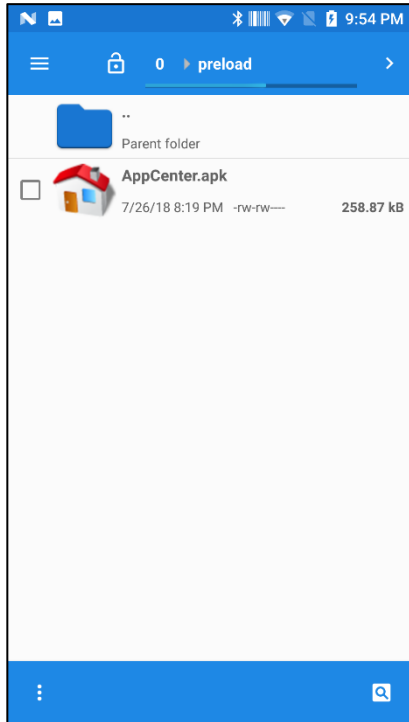 9:54 PM
0 preload
..
Parent folder
AppCenter.apk
7/26/18 8:19 PM -rw-rw---- 258.87 kB